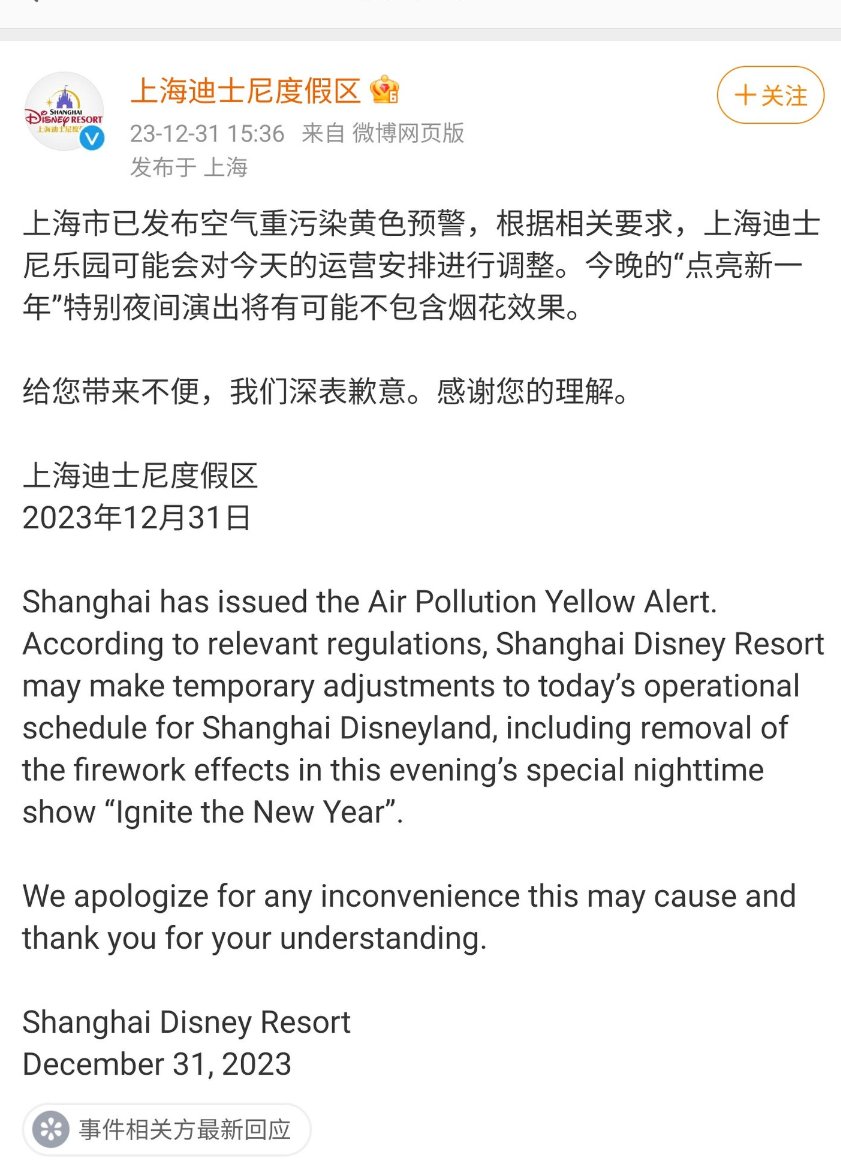 上海迪士尼度假区
+关注
SHANGHAI
DISNEY RESORT
23-12-31 15:36 来自 微博网页版
发布于 上海
上海市已发布空气重污染黄色预警，根据相关要求，上海迪士
尼乐园可能会对今天的运营安排进行调整。今晚的“点亮新一
年”特别夜间演出将有可能不包含烟花效果。
给您带来不便，我们深表歉意。感谢您的理解。
上海迪士尼度假区
2023年12月31日
Shanghai has issued the Air Pollution Yellow Alert.
According to relevant regulations, Shanghai Disney Resort
may make temporary adjustments to today’s operational
schedule for Shanghai Disneyland, including removal of
the firework effects in this evening’s special nighttime
show “Ignite the New Year”.
We apologize for any inconvenience this may cause and
thank you for your understanding.
Shanghai Disney Resort
December 31, 2023
事件相关方最新回应